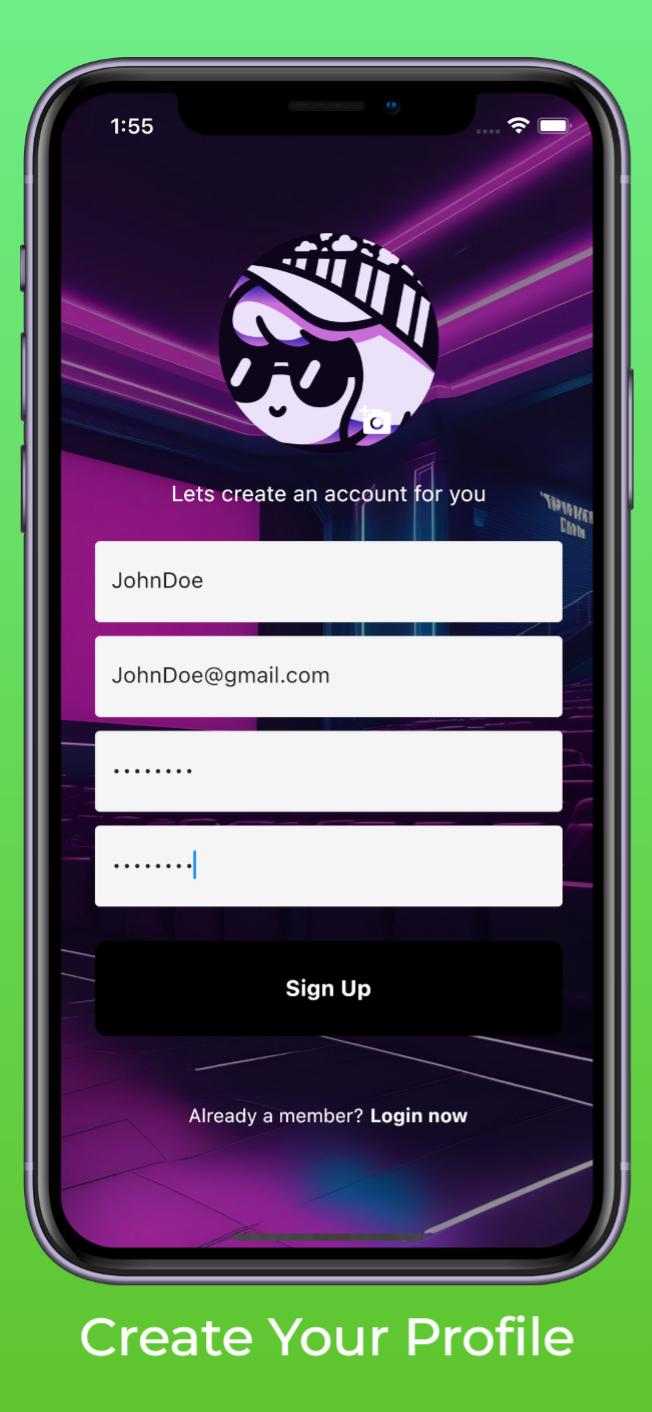 1:55
Lets create an account for you
JohnDoe
JohnDoe@gmail.com
••••••••
••••••••
Sign Up
Already a member? Login now
Create Your Profile